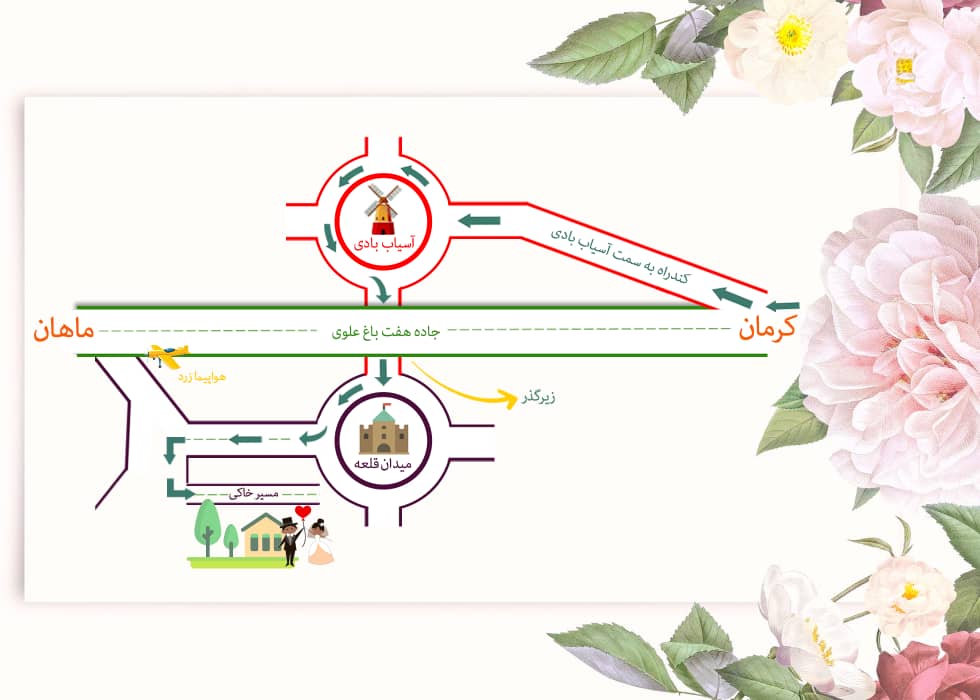 آسیاب بادی
کندراه به سمت آسیاب بادی
کرمان
جاده هفت باغ علوی
ماهان
هواپیما زرد
زیرگذر
میدان قلعه
مسیر خاکی